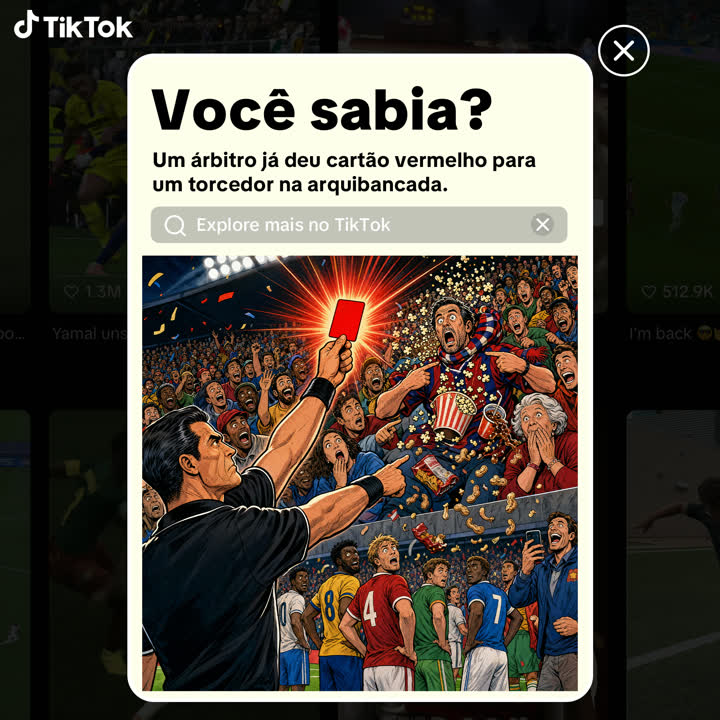 TikTok
Você sabia?
Um árbitro já deu cartão vermelho para
um torcedor na arquibancada.
Explore mais no TikTok
1.3M
512.9K
Yamal uns
I'm back
8
4
7